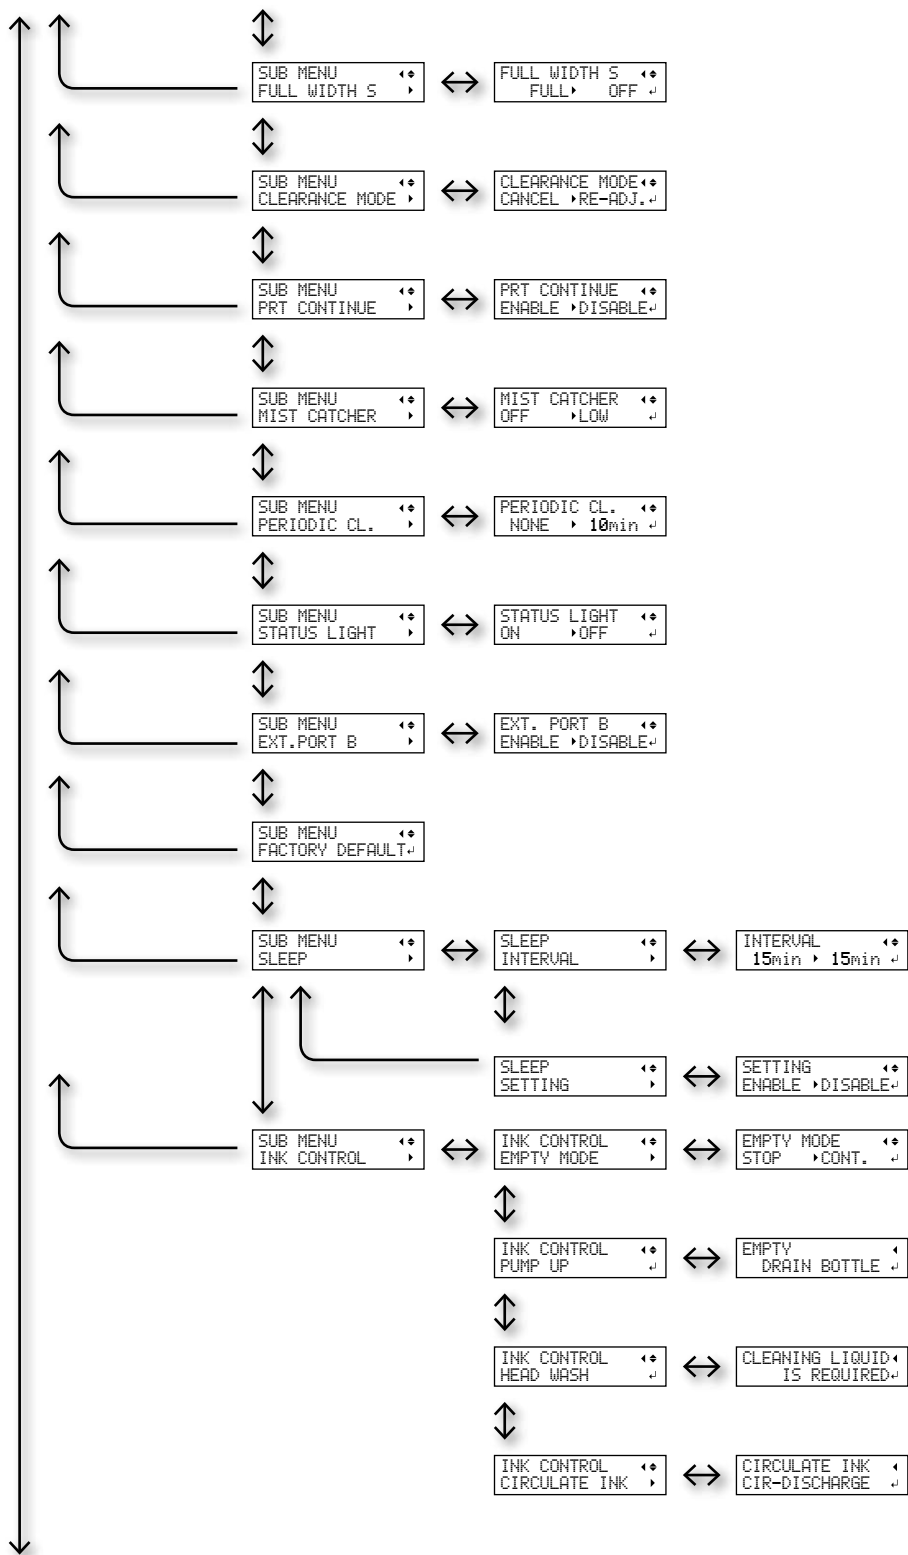 SUB MENU
FULL WIDTH S
FULL WIDTH S
FULL OFF
SUB MENU
CLEARANCE MODE
CLEARANCE MODE
CANCEL RE-ADJ.
SUB MENU
PRT CONTINUE
PRT CONTINUE
ENABLE DISABLE
SUB MENU
MIST CATCHER
MIST CATCHER
OFF LOW
SUB MENU
PERIODIC CL.
PERIODIC CL.
NONE 10min
SUB MENU
STATUS LIGHT
STATUS LIGHT
ON OFF
SUB MENU
EXT.PORT B
EXT. PORT B
ENABLE DISABLE
SUB MENU
FACTORY DEFAULT
SUB MENU
SLEEP
SLEEP
INTERVAL
INTERVAL
15min 15min
SLEEP
SETTING
SETTING
ENABLE DISABLE
SUB MENU
INK CONTROL
INK CONTROL
EMPTY MODE
EMPTY MODE
STOP CONT.
INK CONTROL
PUMP UP
EMPTY
DRAIN BOTTLE
INK CONTROL
HEAD WASH
CLEANING LIQUID
IS REQUIRED
INK CONTROL
CIRCULATE INK
CIRCULATE INK
CIR-DISCHARGE